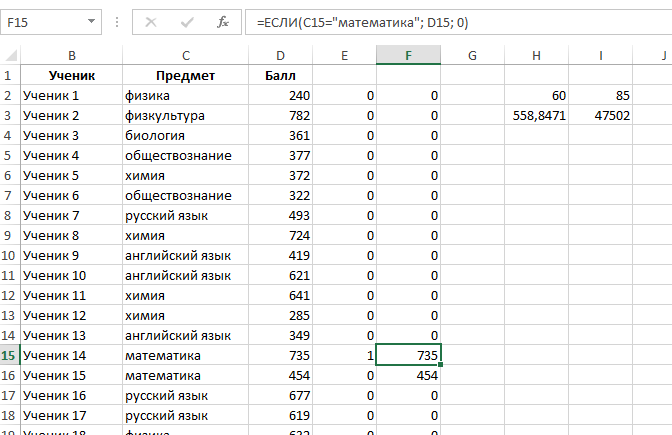 F15 fx =ЕСЛИ(C15="математика"; D15; 0)
B C D E F G H I J
1 Ученик Предмет Балл
2 Ученик 1 физика 240 0 0 60 85
3 Ученик 2 физкультура 782 0 0 558,8471 47502
4 Ученик 3 биология 361 0 0
5 Ученик 4 обществознание 377 0 0
6 Ученик 5 химия 372 0 0
7 Ученик 6 обществознание 322 0 0
8 Ученик 7 русский язык 493 0 0
9 Ученик 8 химия 724 0 0
10 Ученик 9 английский язык 419 0 0
11 Ученик 10 английский язык 621 0 0
12 Ученик 11 химия 641 0 0
13 Ученик 12 химия 285 0 0
14 Ученик 13 английский язык 349 0 0
15 Ученик 14 математика 735 1 735
16 Ученик 15 математика 454 0 454
17 Ученик 16 русский язык 677 0 0
18 Ученик 17 русский язык 619 0 0
19 Ученик 18 физика 632 0 0